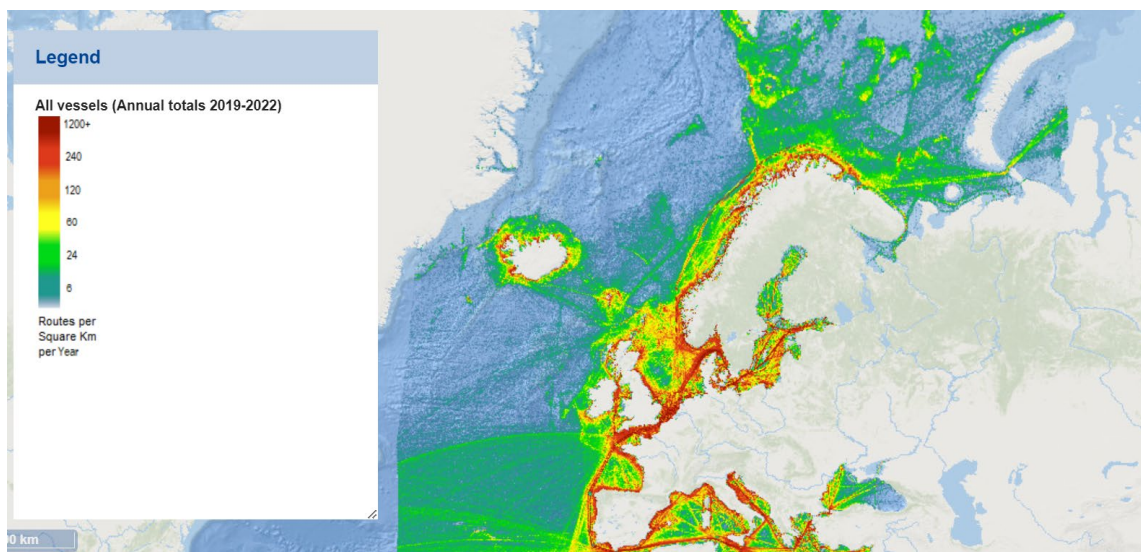 Legend
All vessels (Annual totals 2019-2022)
1200+
240
120
60
24
6
Routes per
Square Km
per Year
00 km